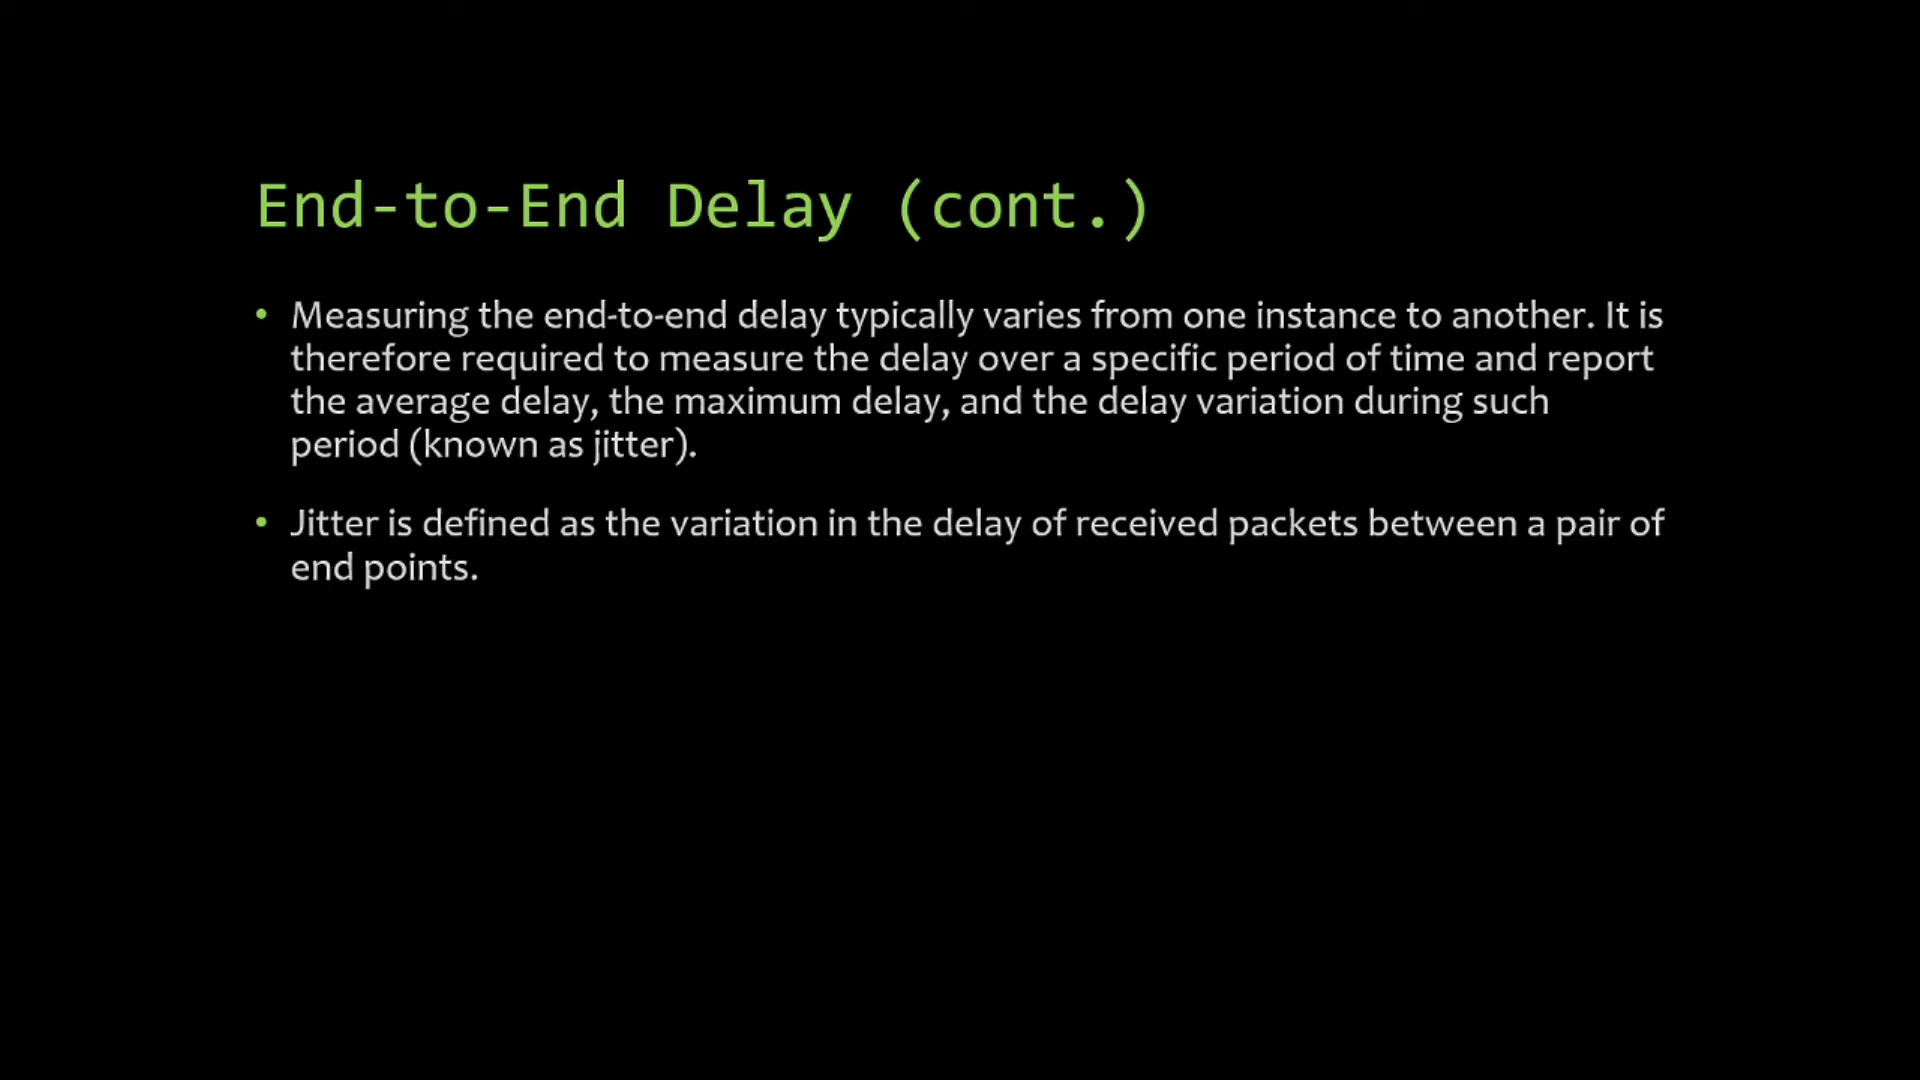 End-to-End Delay (cont.)
• Measuring the end-to-end delay typically varies from one instance to another. It is
therefore required to measure the delay over a specific period of time and report
the average delay, the maximum delay, and the delay variation during such
period (known as jitter).
• Jitter is defined as the variation in the delay of received packets between a pair of
end points.